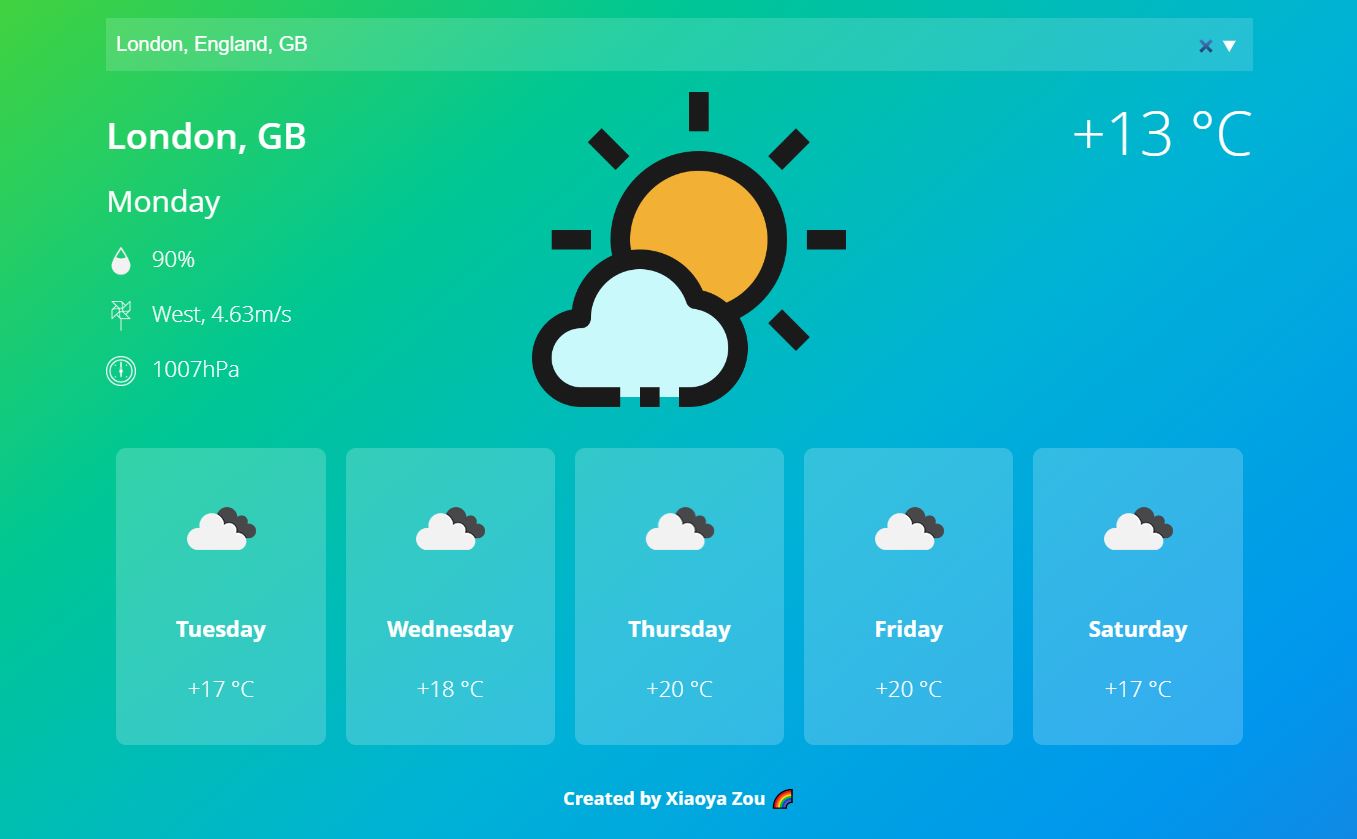 London, England, GB
London, GB
+13 °C
Monday
90%
West, 4.63m/s
1007hPa
Tuesday
+17 °C
Wednesday
+18 °C
Thursday
+20 °C
Friday
+20 °C
Saturday
+17 °C
Created by Xiaoya Zou 🌈